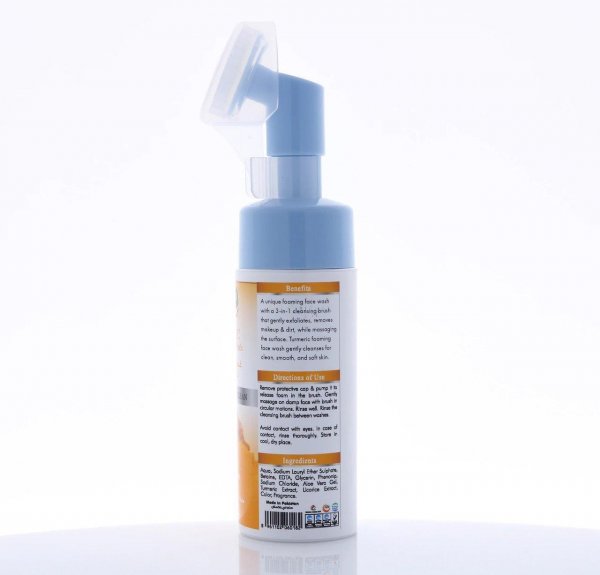 Benefits
A unique foaming face wash
with a 3-in-1 cleansing brush
that gently exfoliates, removes
makeup & dirt, while massaging
the surface. Turmeric foaming
face wash gently cleanses for
clean, smooth, and soft skin.
Directions of Use
Remove protective cap & pump it to
release foam in the brush. Gently
massage on damp face with brush in
circular motions. Rinse well. Rinse the
cleansing brush between washes.
Avoid contact with eyes. In case of
contact, rinse thoroughly. Store in
cool, dry place.
Ingredients
Aqua, Sodium Lauryl Ether Sulphate,
Betaine, EDTA, Glycerin, Phenonip,
Sodium Chloride, Aloe Vera Gel,
Turmeric Extract, Licorice Extract,
Color, Fragrance.
Made in Pakistan